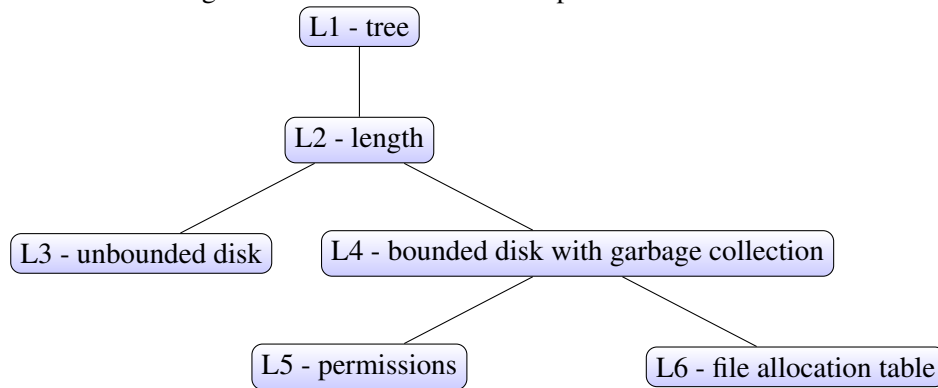 L1 - tree
L2 - length
L3 - unbounded disk
L4 - bounded disk with garbage collection
L5 - permissions
L6 - file allocation table